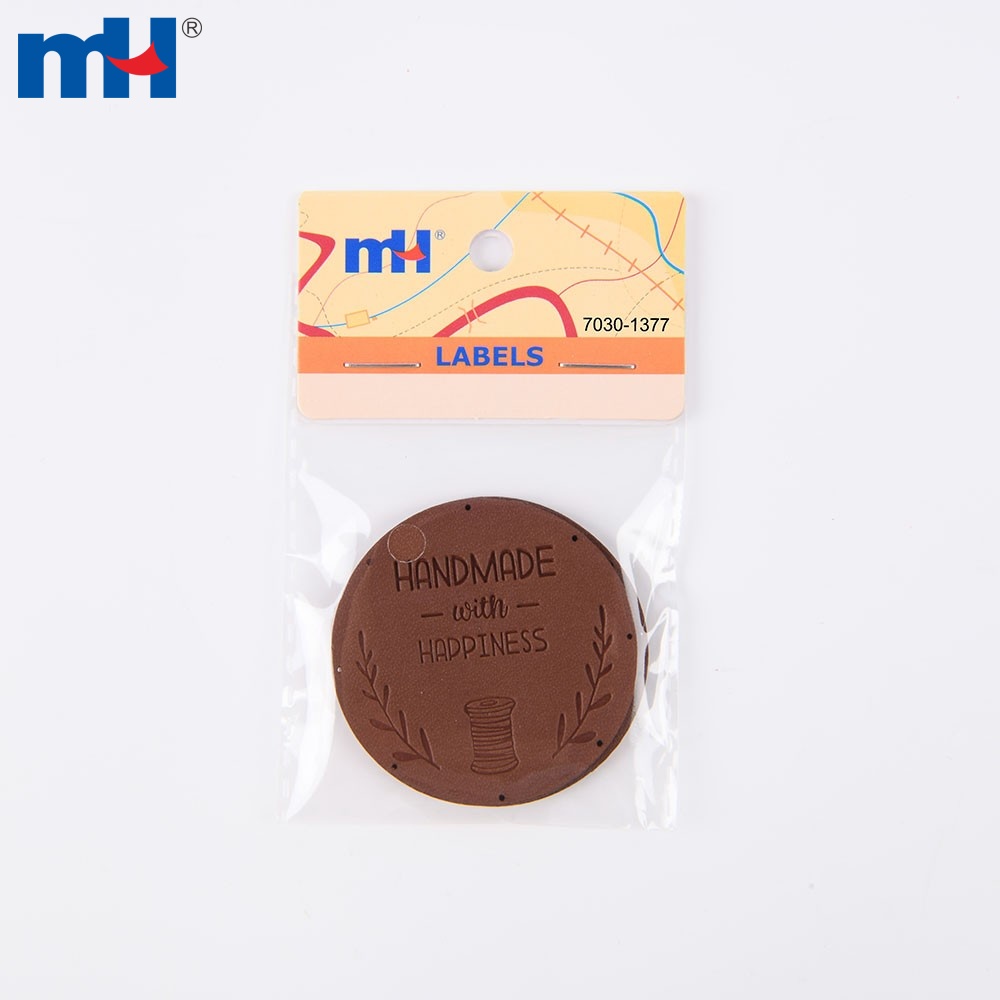 mH®
mH®
7030-1377
LABELS
HANDMADE
– with –
HAPPINESS